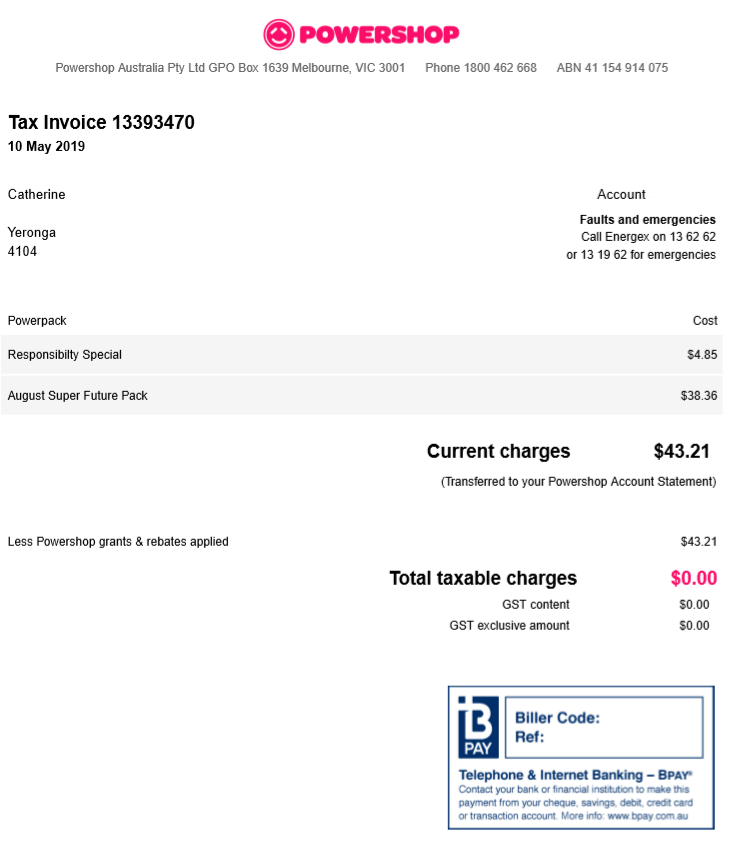 POWERSHOP
Powershop Australia Pty Ltd GPO Box 1639 Melbourne, VIC 3001 Phone 1800 462 668 ABN 41 154 914 075
Tax Invoice 13393470
10 May 2019
Catherine
Account
Faults and emergencies
Yeronga
Call Energex on 13 62 62
4104
or 13 19 62 for emergencies
Powerpack Cost
Responsibilty Special $4.85
August Super Future Pack $38.36
Current charges $43.21
(Transferred to your Powershop Account Statement)
Less Powershop grants & rebates applied $43.21
Total taxable charges $0.00
GST content $0.00
GST exclusive amount $0.00
B
PAY
Biller Code:
Ref:
Telephone & Internet Banking – BPAY®
Contact your bank or financial institution to make this
payment from your cheque, savings, debit, credit card
or transaction account. More info: www.bpay.com.au